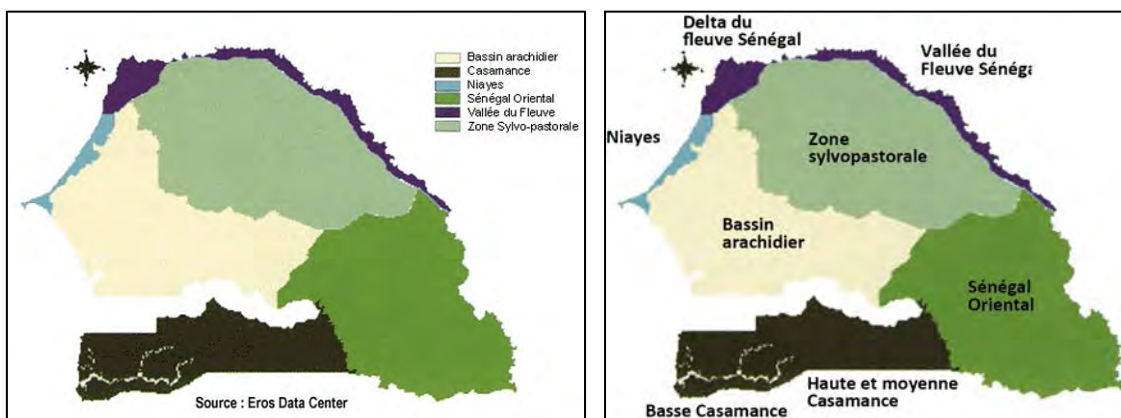 Bassin arachidier
Casamance
Niayes
Sénégal Oriental
Vallée du Fleuve
Zone Sylvo-pastorale
Source : Eros Data Center
Delta du
fleuve Sénégal
Vallée du
Fleuve Sénéga
Niayes
Zone
sylvopastorale
Bassin
arachidier
Sénégal
Oriental
Haute et moyenne
Casamance
Basse Casamance